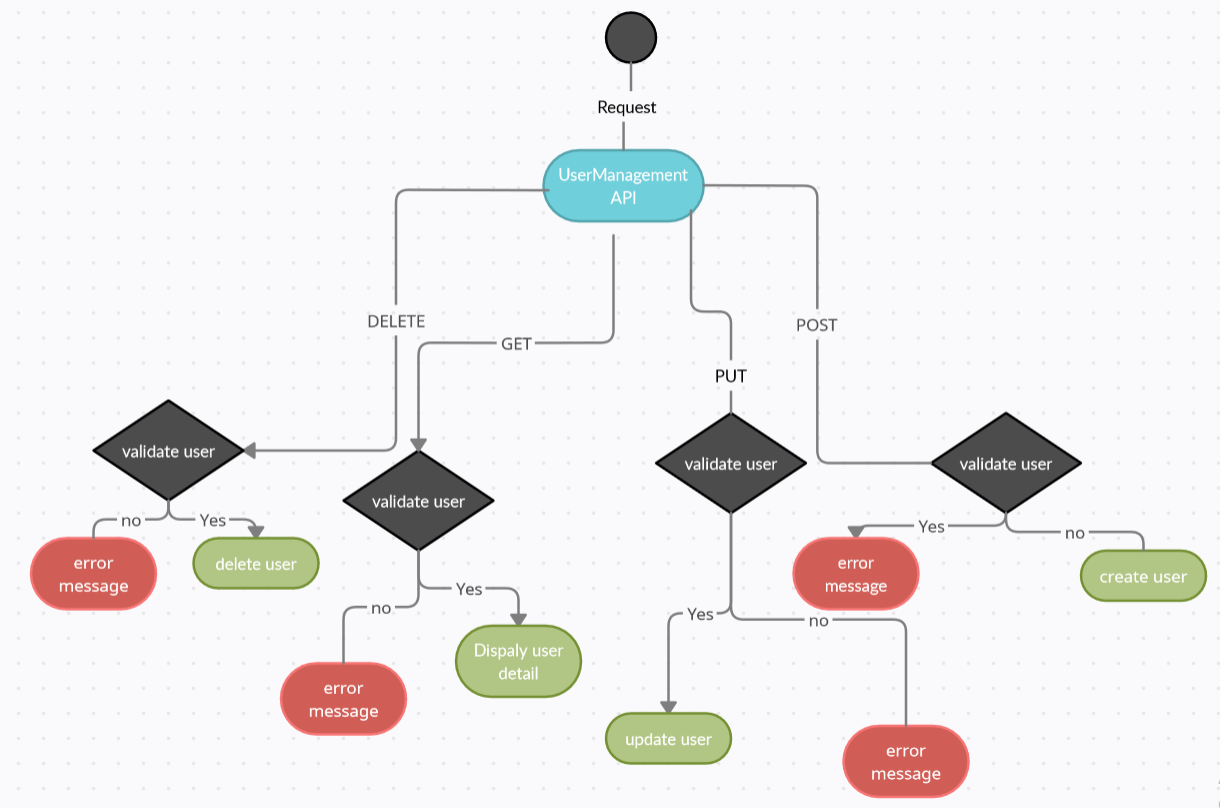 Request
UserManagement
API
DELETE
GET
POST
PUT
validate user
validate user
validate user
validate user
no
Yes
error
message
delete user
no
Yes
error
message
Dispaly user
detail
Yes
no
update user
error
message
Yes
no
error
message
create user